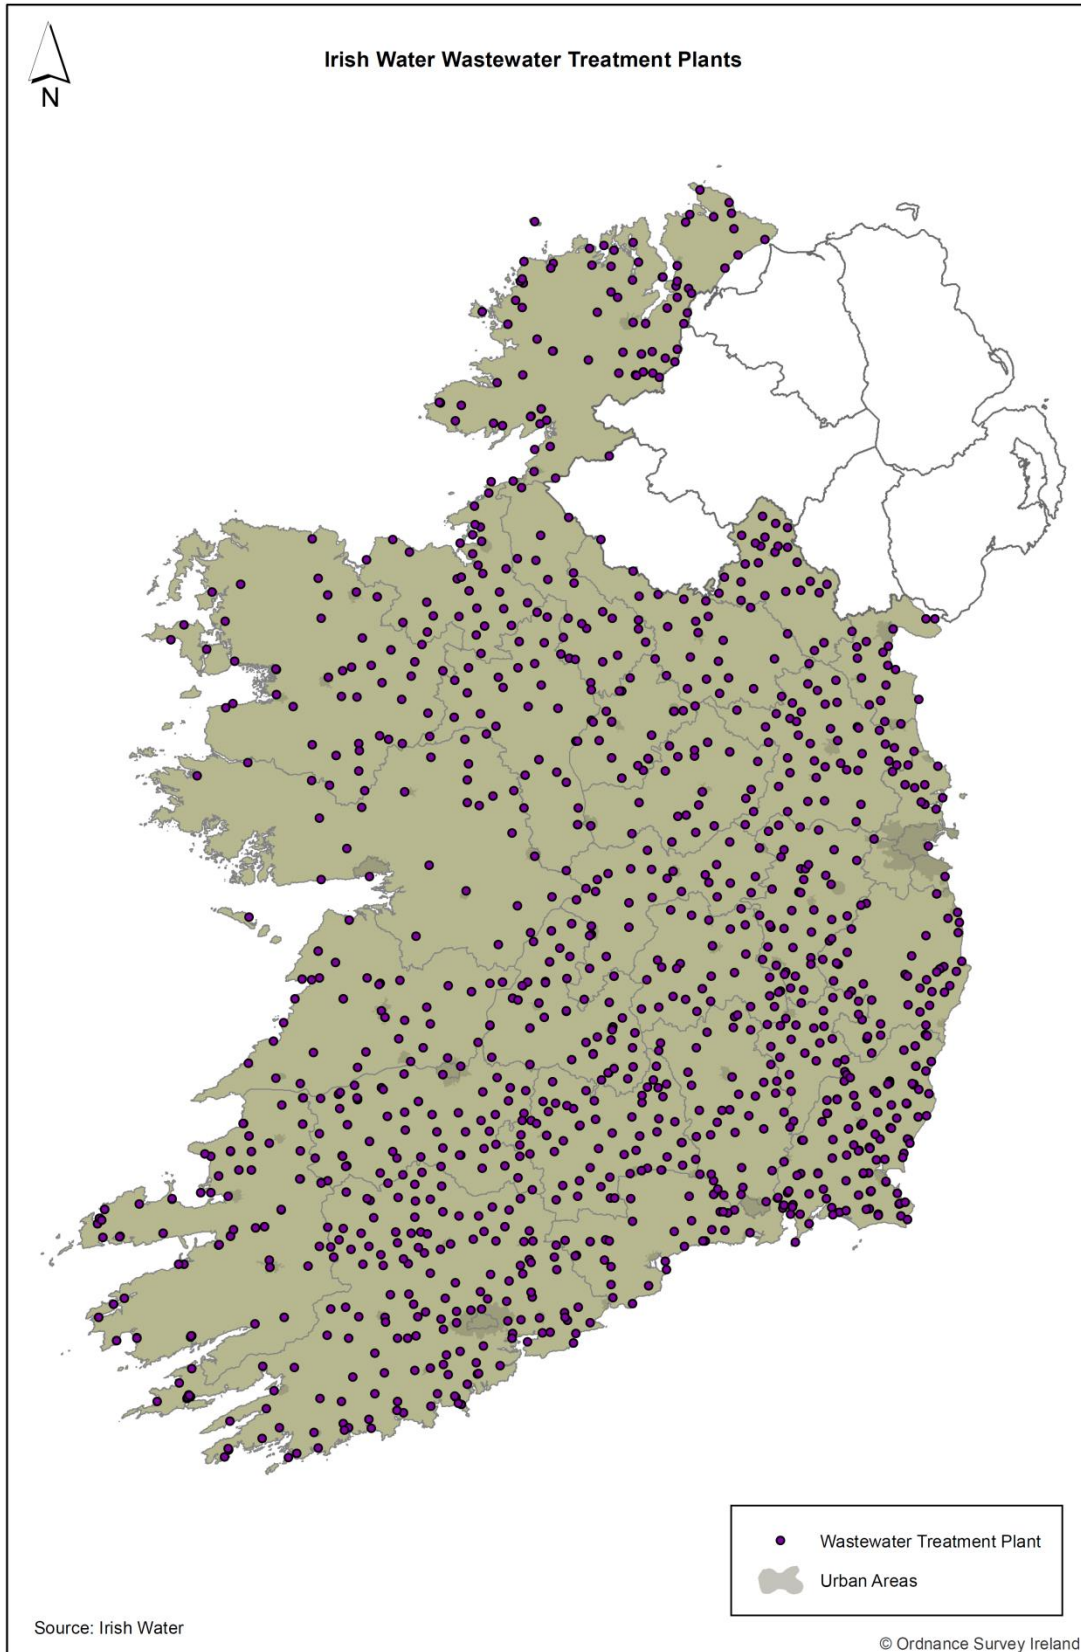 Irish Water Wastewater Treatment Plants
N
Wastewater Treatment Plant
Urban Areas
Source: Irish Water
© Ordnance Survey Ireland